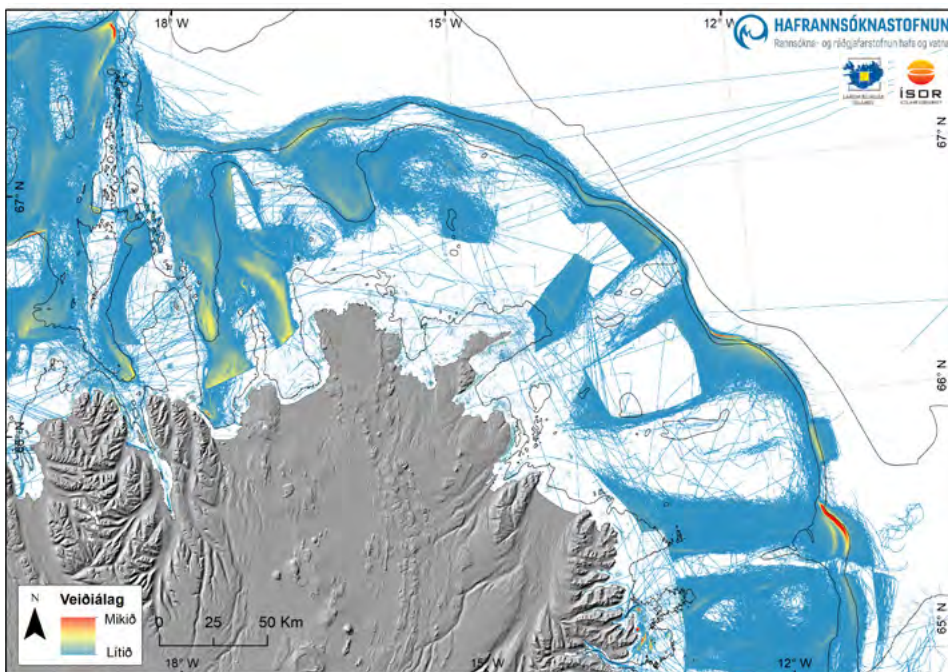 18° W
15° W
12° W
HAFRANNSÓKNASTOFNUN
Rannsókna- og ráðgjafarstofnun hafs og vatna
ÍSOR
67° N
67° N
66° N
66° N
65° N
N
Veiðiálag
Mikið
Lítið
0 25 50 Km
18° W
15° W
12° W